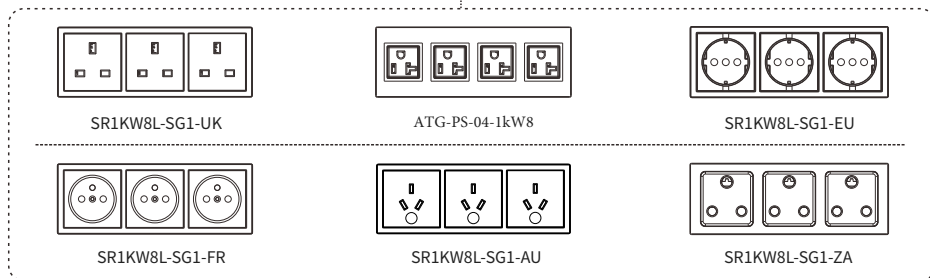 SR1KW8L-SG1-UK
ATG-PS-04-1kW8
SR1KW8L-SG1-EU
SR1KW8L-SG1-FR
SR1KW8L-SG1-AU
SR1KW8L-SG1-ZA